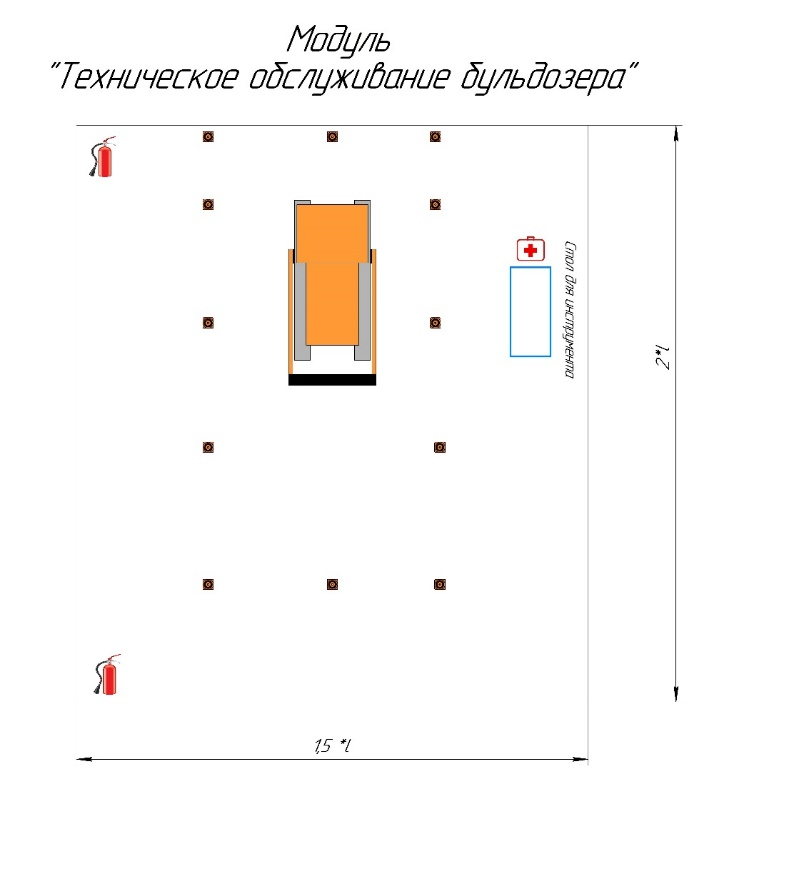 Модуль
"Техническое обслуживание бульдозера"
Стол для инструмента
2*l
1,5 *l